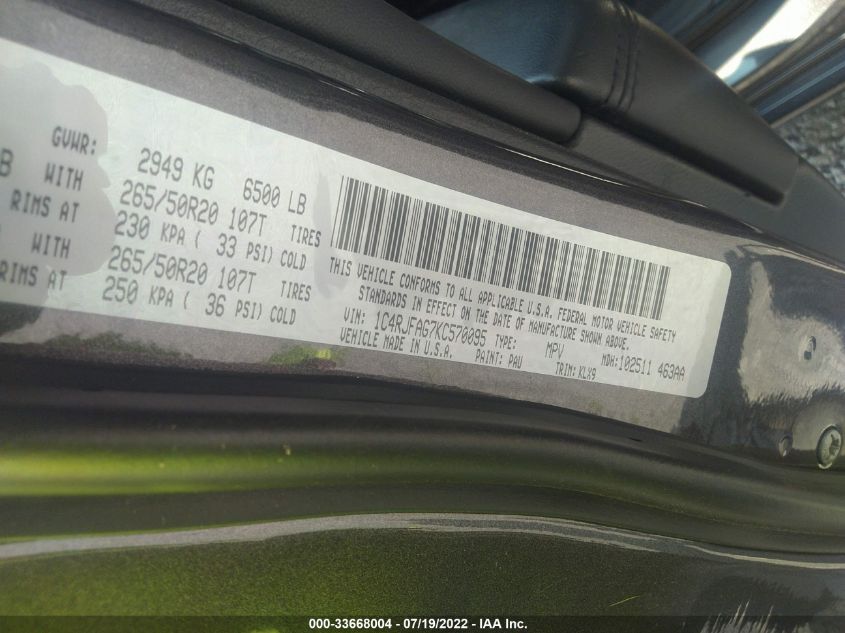 GVWR: 2949 KG 6500 LB
B WITH 265/50R20 107T TIRES
RIMS AT 230 KPA ( 33 PSI) COLD
WITH 265/50R20 107T TIRES
RIMS AT 250 KPA ( 36 PSI) COLD
THIS VEHICLE CONFORMS TO ALL APPLICABLE U.S.A. FEDERAL MOTOR VEHICLE SAFETY
STANDARDS IN EFFECT ON THE DATE OF MANUFACTURE SHOWN ABOVE.
VIN: 1C4RJFAG7KC570095 TYPE: MPV MDH: 102511 463AA
VEHICLE MADE IN U.S.A. PAINT: PAU TRIM: KLX9
000-33668004 - 07/19/2022 - IAA Inc.